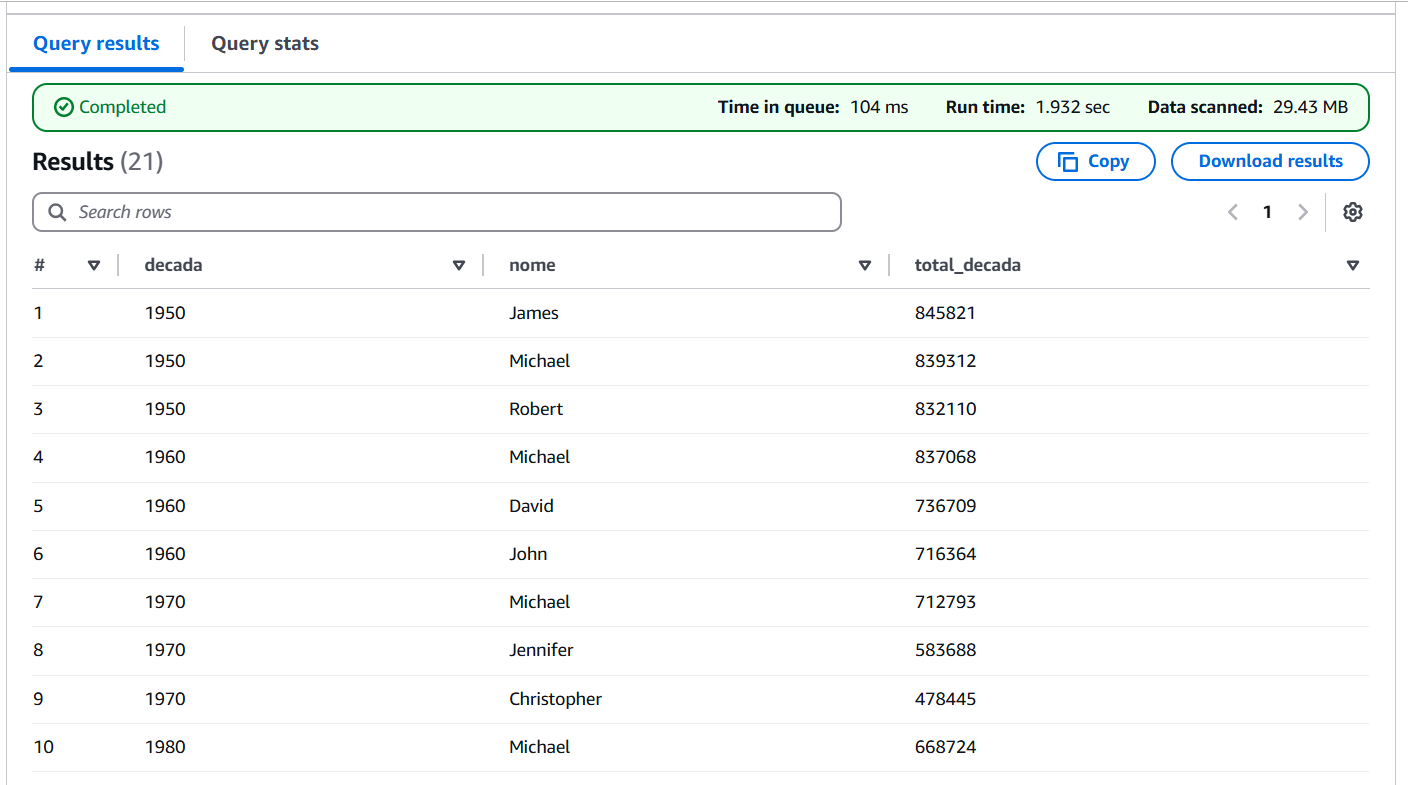 Query results Query stats
Completed Time in queue: 104 ms Run time: 1.932 sec Data scanned: 29.43 MB
Results (21) Copy Download results
Search rows 1
# decada nome total_decada
1 1950 James 845821
2 1950 Michael 839312
3 1950 Robert 832110
4 1960 Michael 837068
5 1960 David 736709
6 1960 John 716364
7 1970 Michael 712793
8 1970 Jennifer 583688
9 1970 Christopher 478445
10 1980 Michael 668724